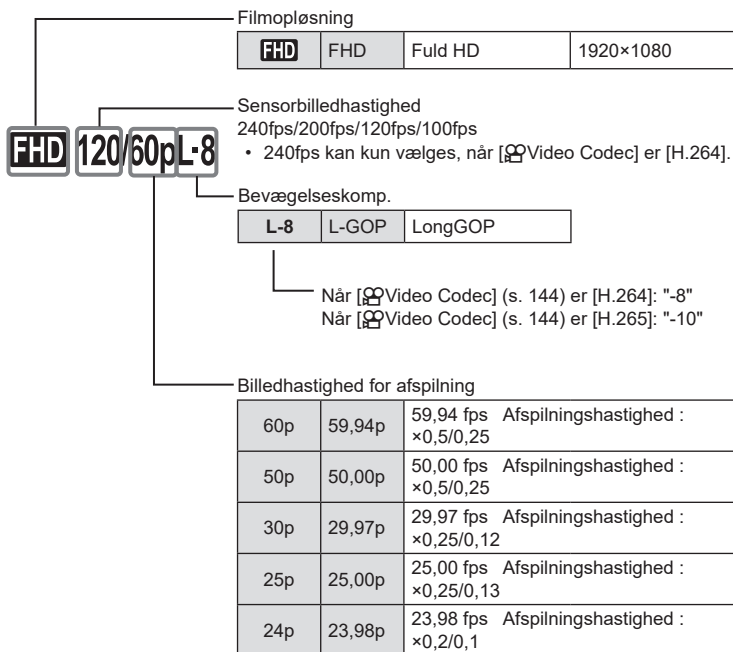 Filmopløsning
FHD FHD Fuld HD 1920×1080
Sensorbilledhastighed
240fps/200fps/120fps/100fps
• 240fps kan kun vælges, når [Video Codec] er [H.264].
FHD 120/60pL-8
Bevægelseskomp.
L-8 L-GOP LongGOP
Når [Video Codec] (s. 144) er [H.264]: "-8"
Når [Video Codec] (s. 144) er [H.265]: "-10"
Billedhastighed for afspilning
60p 59,94p 59,94 fps Afspilningshastighed :
×0,5/0,25
50p 50,00p 50,00 fps Afspilningshastighed :
×0,5/0,25
30p 29,97p 29,97 fps Afspilningshastighed :
×0,25/0,12
25p 25,00p 25,00 fps Afspilningshastighed :
×0,25/0,13
24p 23,98p 23,98 fps Afspilningshastighed :
×0,2/0,1